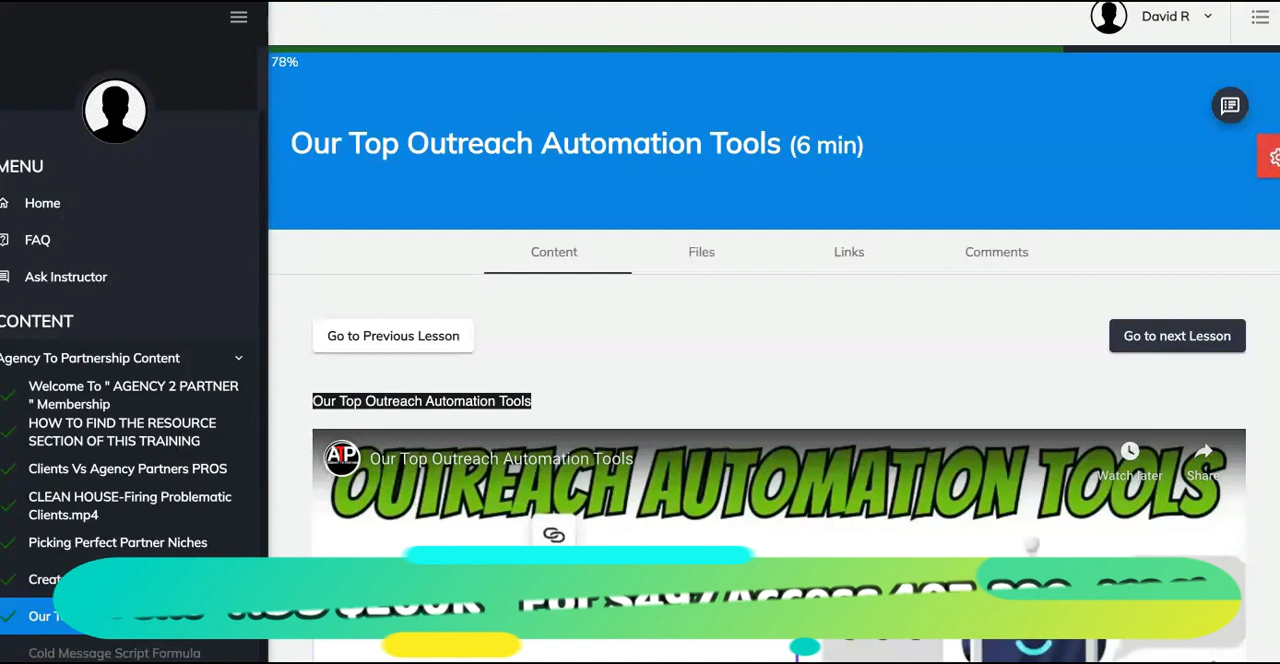 David R
78%
Our Top Outreach Automation Tools (6 min)
MENU
Home
FAQ
Ask Instructor
CONTENT
Agency To Partnership Content
Welcome To " AGENCY 2 PARTNER
" Membership
HOW TO FIND THE RESOURCE
SECTION OF THIS TRAINING
Clients Vs Agency Partners PROS
CLEAN HOUSE-Firing Problematic
Clients.mp4
Picking Perfect Partner Niches
Cold Message Script Formula
Content
Files
Links
Comments
Go to Previous Lesson
Go to next Lesson
Our Top Outreach Automation Tools
ATP
Our Top Outreach Automation Tools
Watch later
Share
OUTREACH AUTOMATION TOOLS